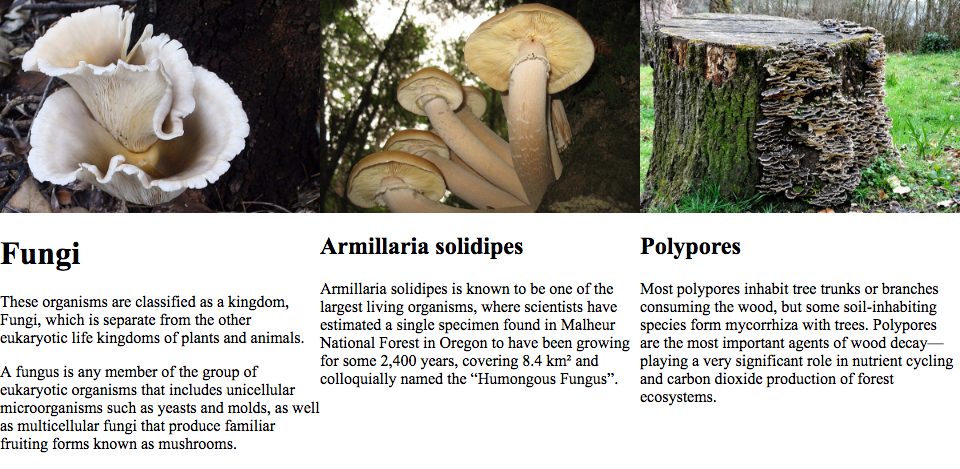 Fungi
These organisms are classified as a kingdom,
Fungi, which is separate from the other
eukaryotic life kingdoms of plants and animals.
A fungus is any member of the group of
eukaryotic organisms that includes unicellular
microorganisms such as yeasts and molds, as well
as multicellular fungi that produce familiar
fruiting forms known as mushrooms.
Armillaria solidipes
Armillaria solidipes is known to be one of the
largest living organisms, where scientists have
estimated a single specimen found in Malheur
National Forest in Oregon to have been growing
for some 2,400 years, covering 8.4 km² and
colloquially named the “Humongous Fungus”.
Polypores
Most polypores inhabit tree trunks or branches
consuming the wood, but some soil-inhabiting
species form mycorrhiza with trees. Polypores
are the most important agents of wood decay—
playing a very significant role in nutrient cycling
and carbon dioxide production of forest
ecosystems.